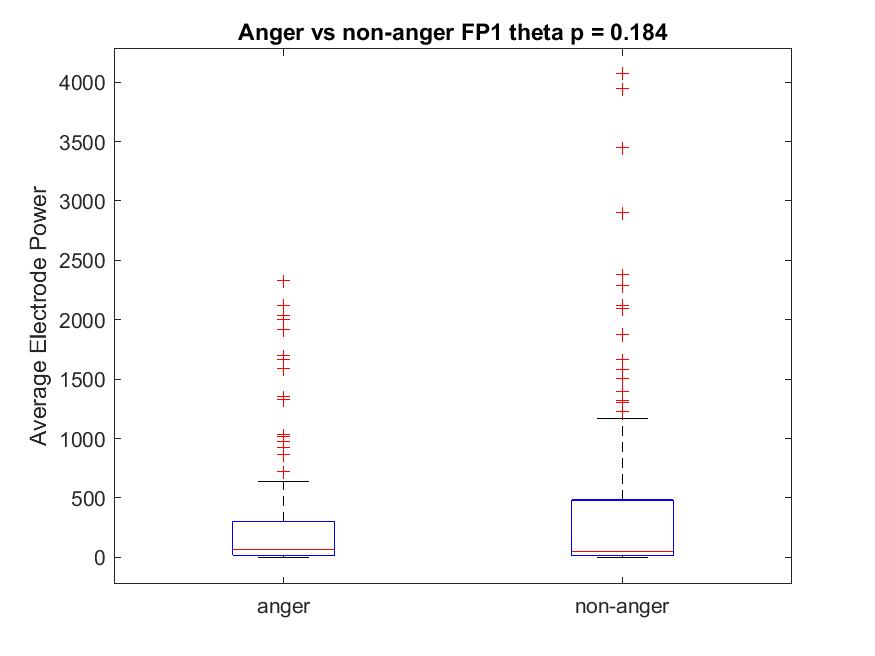 Anger vs non-anger FP1 theta p = 0.184
Average Electrode Power
4000
3500
3000
2500
2000
1500
1000
500
0
anger
non-anger